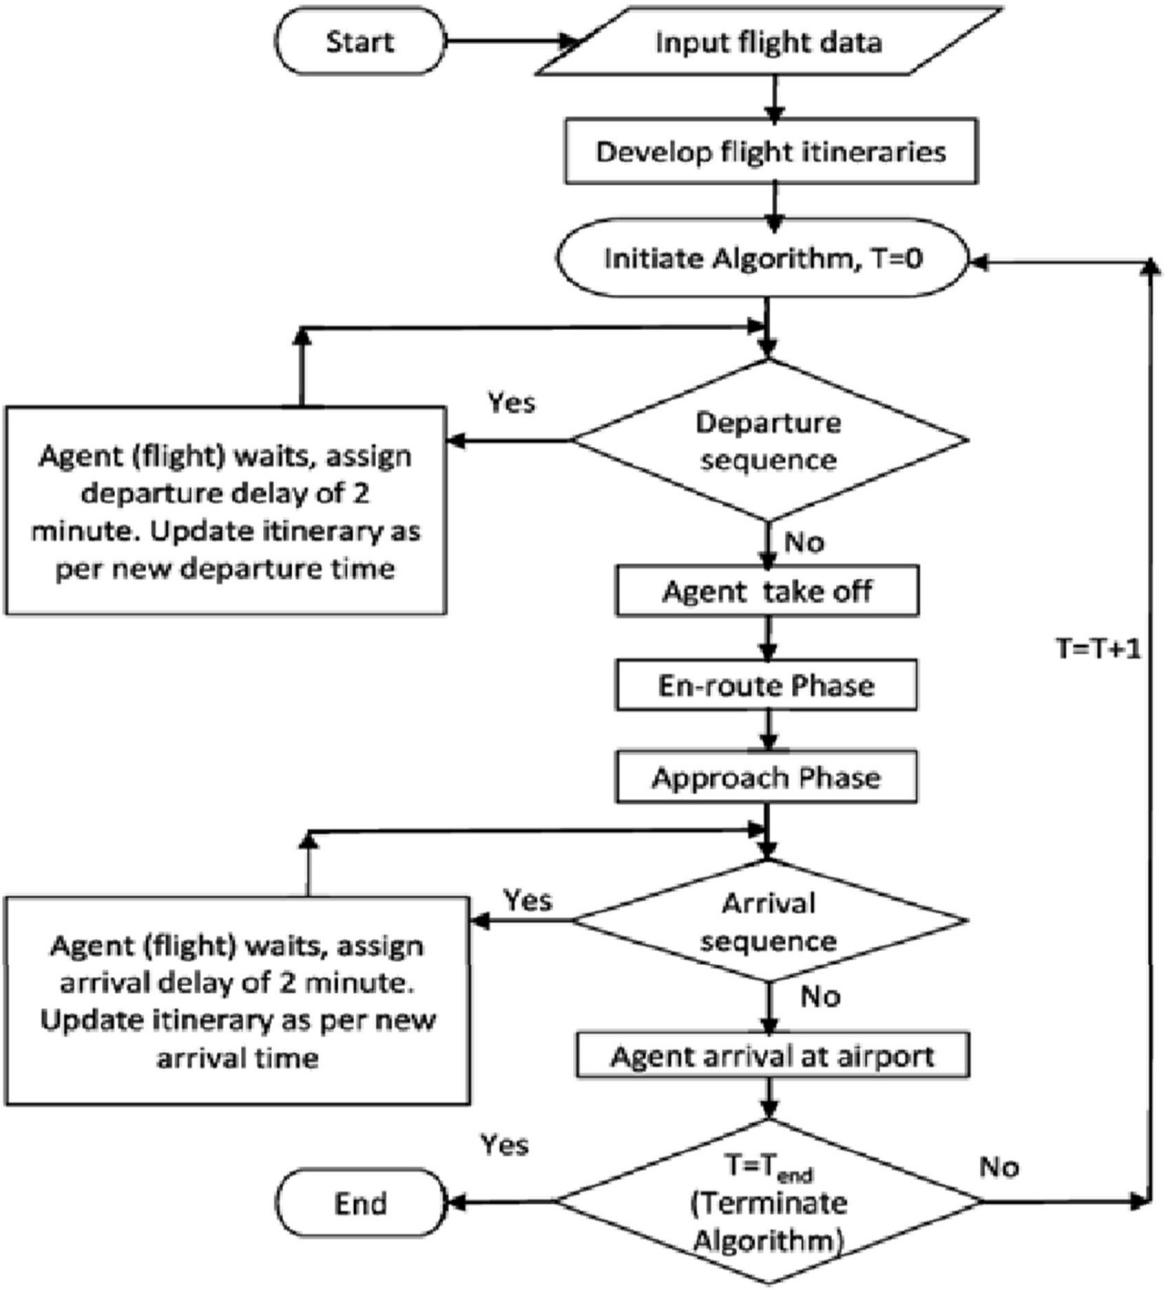 Start
Input flight data
Develop flight itineraries
Initiate Algorithm, T=0
Yes
Departure
sequence
Agent (flight) waits, assign
departure delay of 2
minute. Update itinerary as
per new departure time
No
Agent take off
T=T+1
En-route Phase
Approach Phase
Yes
Arrival
sequence
Agent (flight) waits, assign
arrival delay of 2 minute.
Update itinerary as per new
arrival time
No
Agent arrival at airport
Yes
T=Tend
(Terminate
Algorithm)
No
End